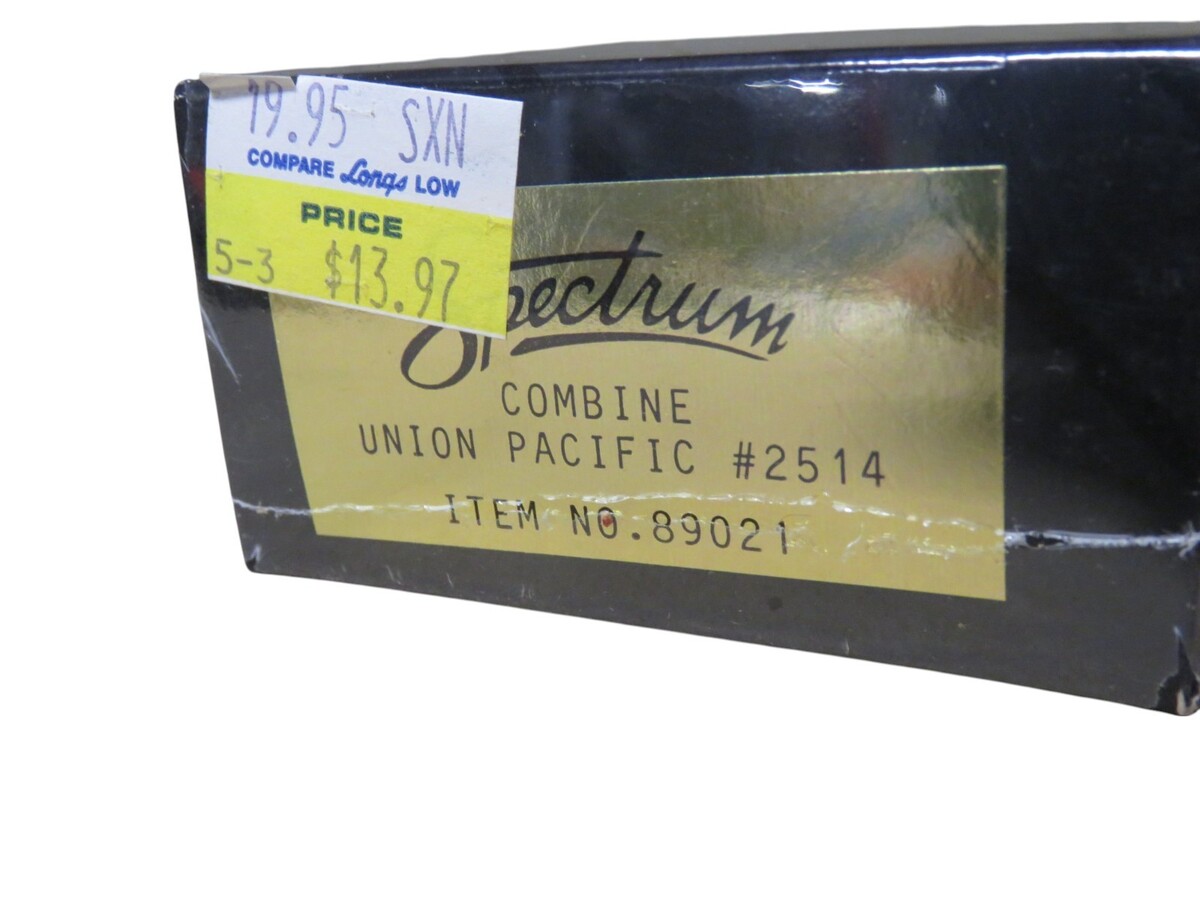 19.95 SXN
COMPARE Longs LOW
PRICE
5-3 $13.97
Spectrum
COMBINE
UNION PACIFIC #2514
ITEM NO.89021